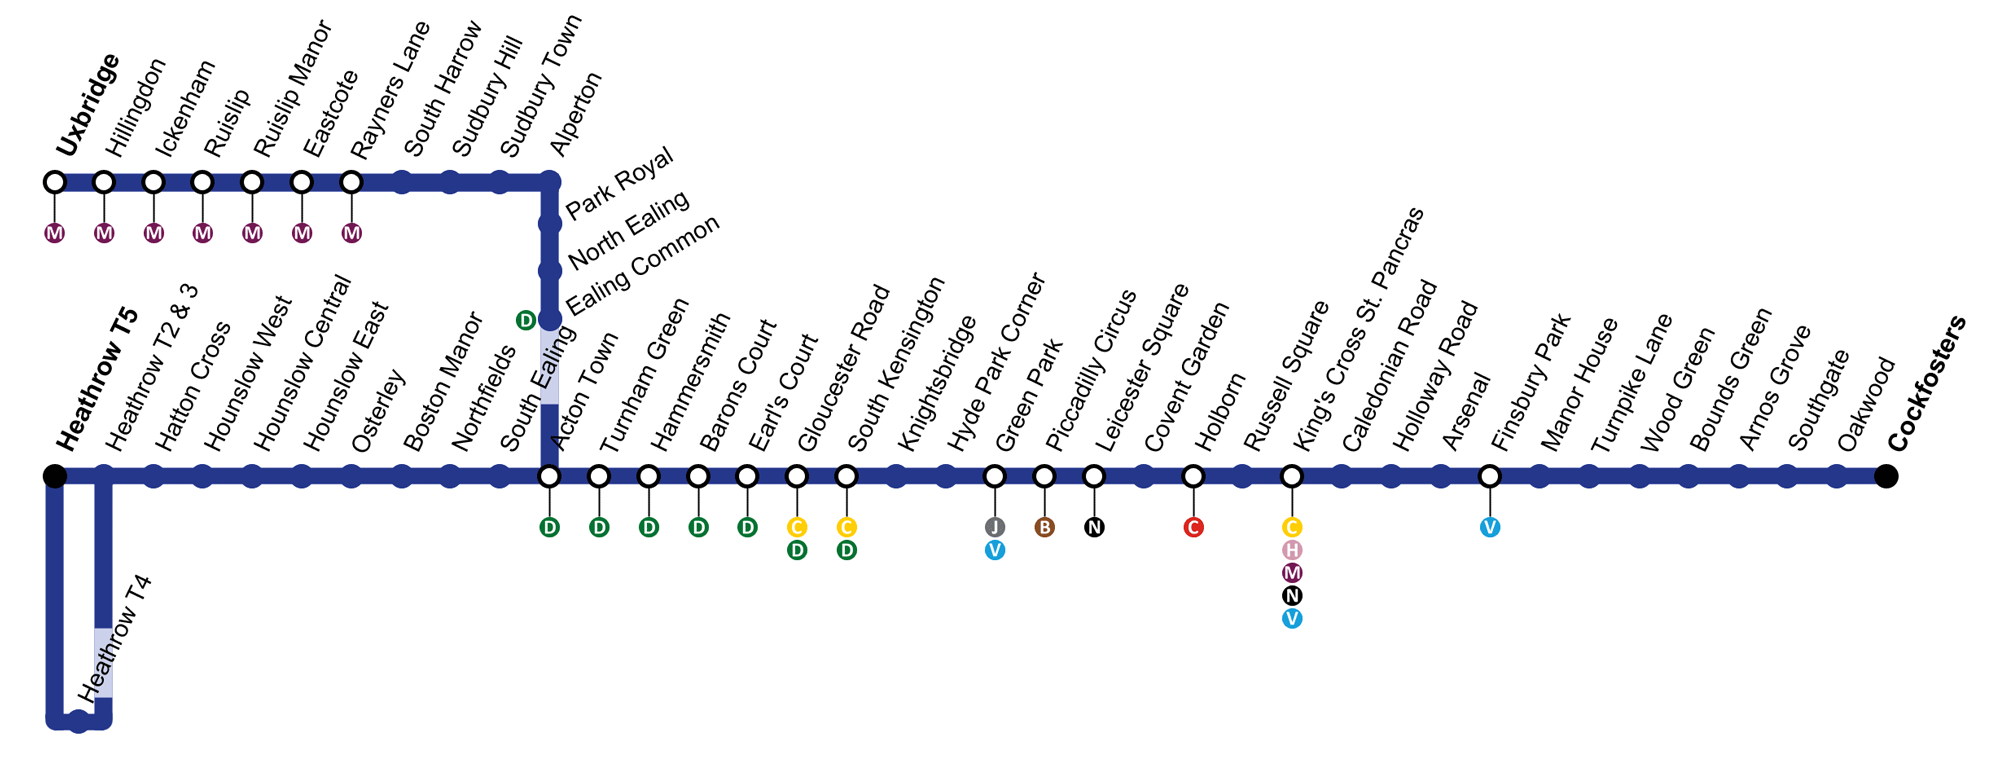 Uxbridge
Hillingdon
Ickenham
Ruislip
Ruislip Manor
Eastcote
Rayners Lane
South Harrow
Sudbury Hill
Sudbury Town
Alperton
M
M
M
M
M
M
M
Park Royal
North Ealing
Ealing Common
D
Heathrow T5
Heathrow T2 & 3
Hatton Cross
Hounslow West
Hounslow Central
Hounslow East
Osterley
Boston Manor
Northfields
South Ealing
Acton Town
Turnham Green
Hammersmith
Barons Court
Earl's Court
Gloucester Road
South Kensington
Knightsbridge
Hyde Park Corner
Green Park
Piccadilly Circus
Leicester Square
Covent Garden
Holborn
Russell Square
King's Cross St. Pancras
Caledonian Road
Holloway Road
Arsenal
Finsbury Park
Manor House
Turnpike Lane
Wood Green
Bounds Green
Arnos Grove
Southgate
Oakwood
Cockfosters
D
D
D
D
D
C
D
C
D
J
V
B
N
C
C
H
M
N
V
V
Heathrow T4